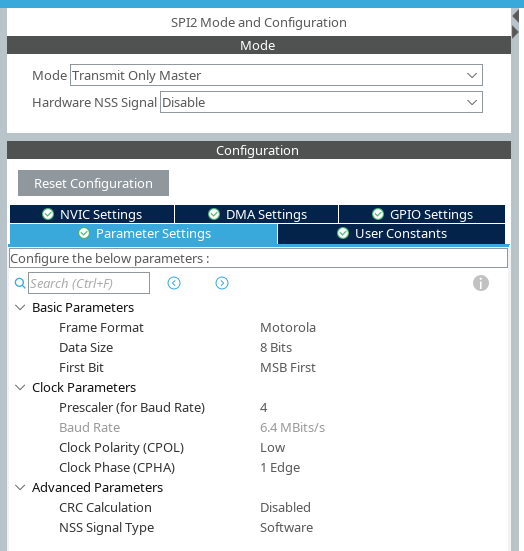 SPI2 Mode and Configuration
Mode
Mode Transmit Only Master
Hardware NSS Signal Disable
Configuration
Reset Configuration
NVIC Settings DMA Settings GPIO Settings
Parameter Settings User Constants
Configure the below parameters :
Search (Ctrl+F)
Basic Parameters
Frame Format Motorola
Data Size 8 Bits
First Bit MSB First
Clock Parameters
Prescaler (for Baud Rate) 4
Baud Rate 6.4 MBits/s
Clock Polarity (CPOL) Low
Clock Phase (CPHA) 1 Edge
Advanced Parameters
CRC Calculation Disabled
NSS Signal Type Software